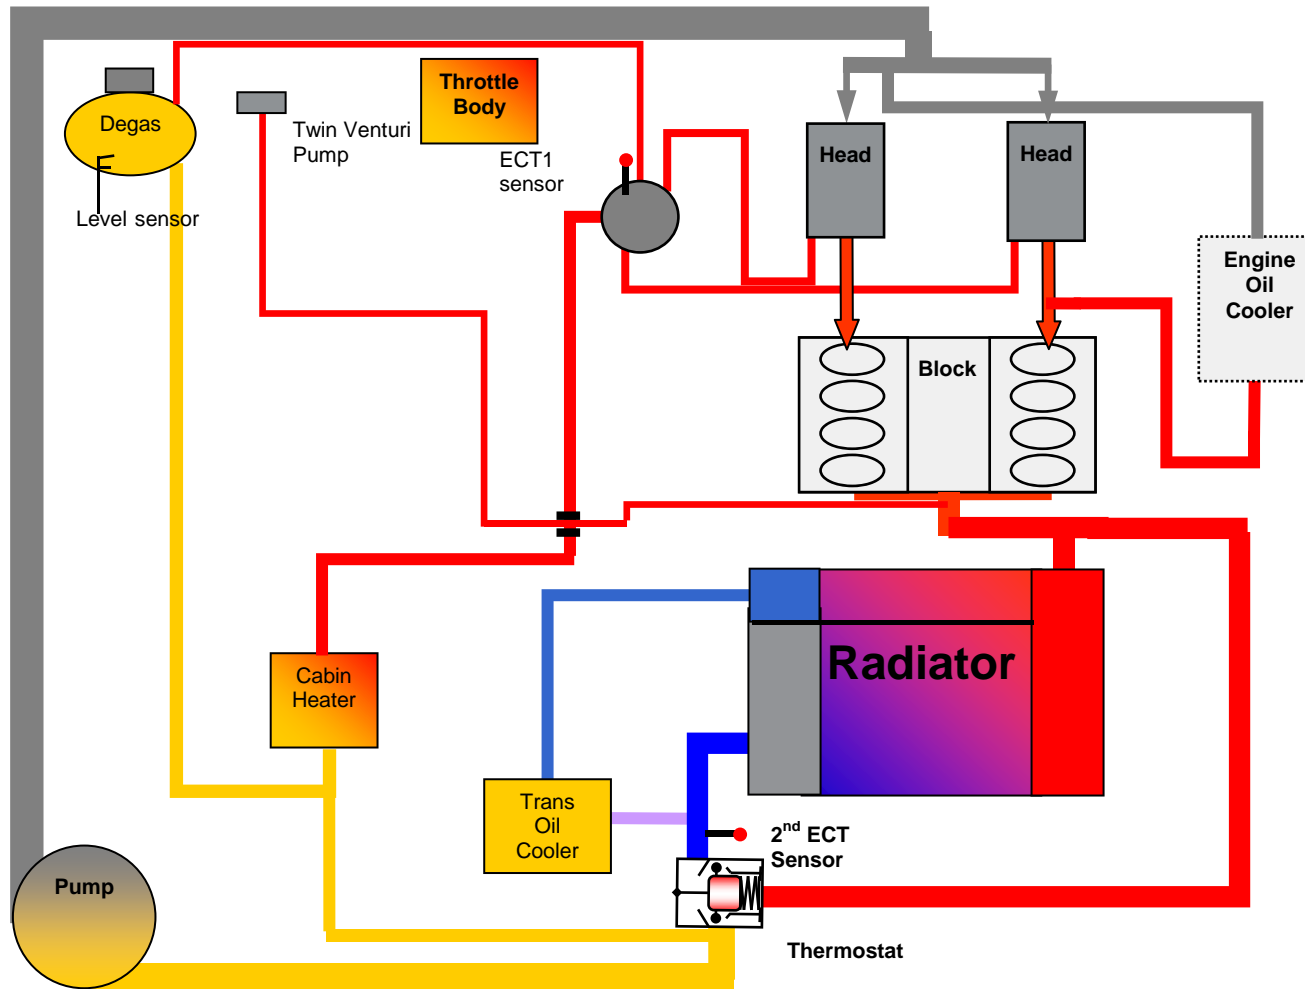 Throttle
Body
Degas
Twin Venturi
Pump
ECT1
sensor
Head
Head
Level sensor
Engine
Oil
Cooler
Block
Radiator
Cabin
Heater
Trans
Oil
Cooler
2nd ECT
Sensor
Pump
Thermostat